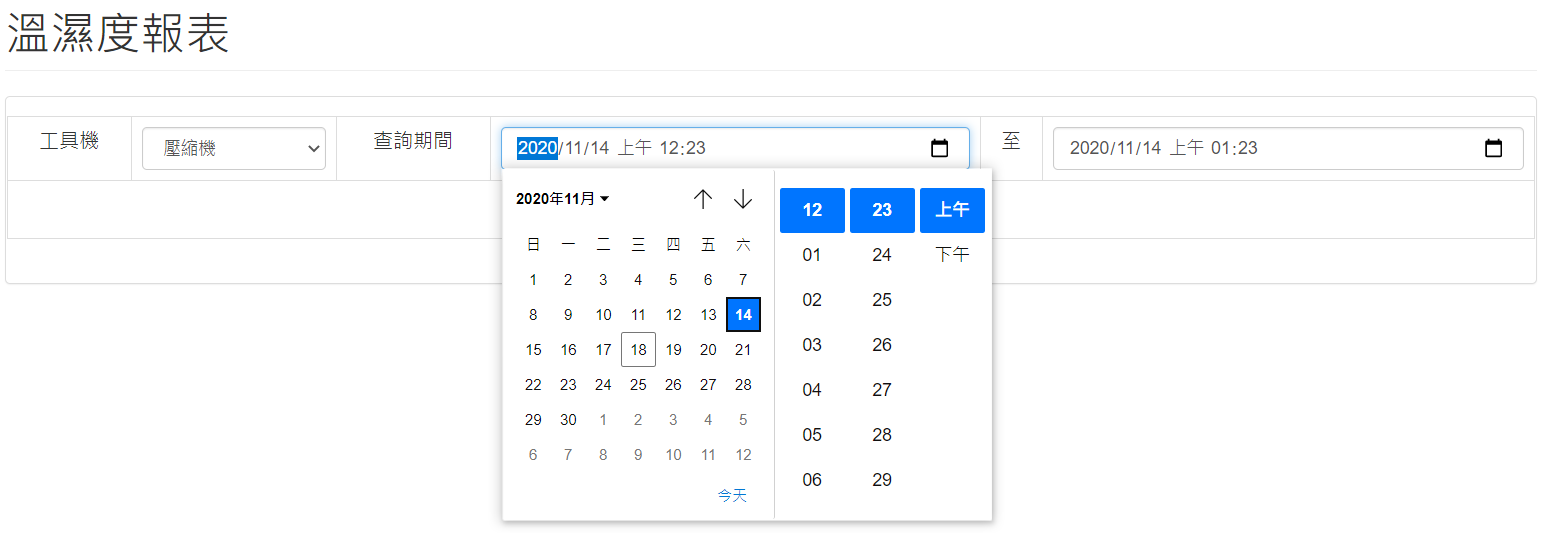 溫濕度報表
工具機 壓縮機 查詢期間 2020/11/14 上午 12:23 至 2020/11/14 上午 01:23
2020年11月
日 一 二 三 四 五 六
1 2 3 4 5 6 7
8 9 10 11 12 13 14
15 16 17 18 19 20 21
22 23 24 25 26 27 28
29 30 1 2 3 4 5
6 7 8 9 10 11 12
今天
12 23 上午
01 24 下午
02 25
03 26
04 27
05 28
06 29